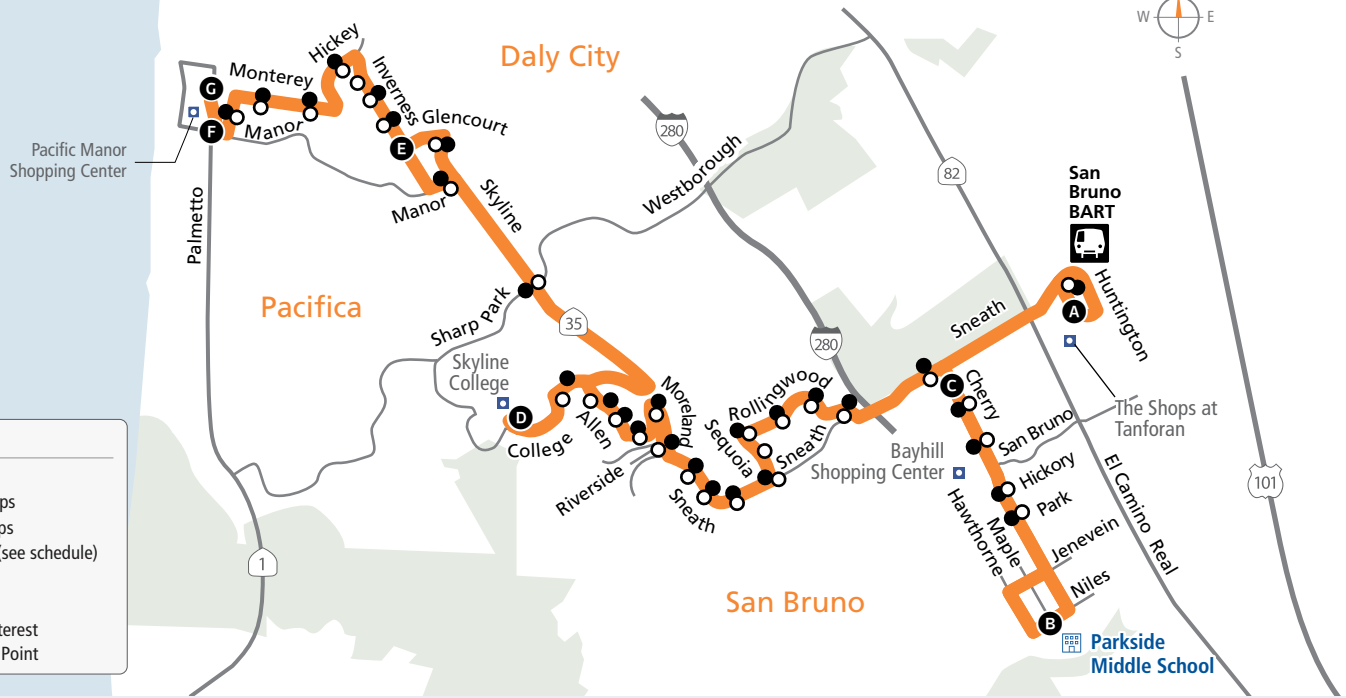 Hickey
Daly City
W
E
S
G
Monterey
Inverness
Glencourt
280
F
Manor
E
Pacific Manor
Shopping Center
Westborough
82
San
Bruno
BART
Palmetto
Manor
Skyline
Huntington
Pacifica
Sharp Park
35
280
Sneath
A
Skyline
College
Moreland
Rollingwood
C
Cherry
The Shops at
Tanforan
D
College
Allen
Sequoia
Sneath
Bayhill
Shopping Center
San Bruno
Riverside
Sneath
Hickory
Park
El Camino Real
101
ps
ps
(see schedule)
1
Hawthorne
Maple
Jenevein
Niles
San Bruno
B
terest
Point
Parkside
Middle School